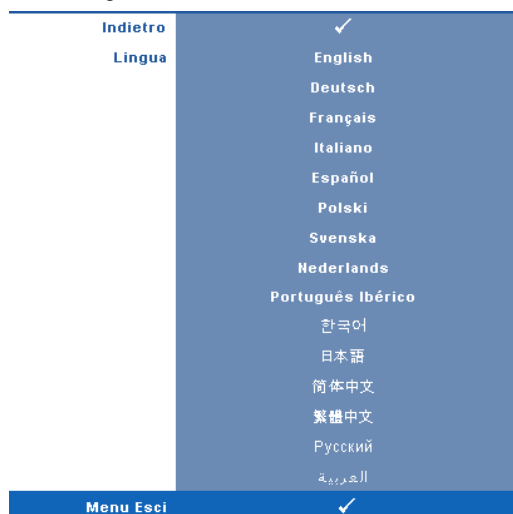 Indietro ✓
Lingua English
Deutsch
Français
Italiano
Español
Polski
Svenska
Nederlands
Português Ibérico
한국어
日本語
简体中文
繁體中文
Русский
العربية
Menu Esci ✓